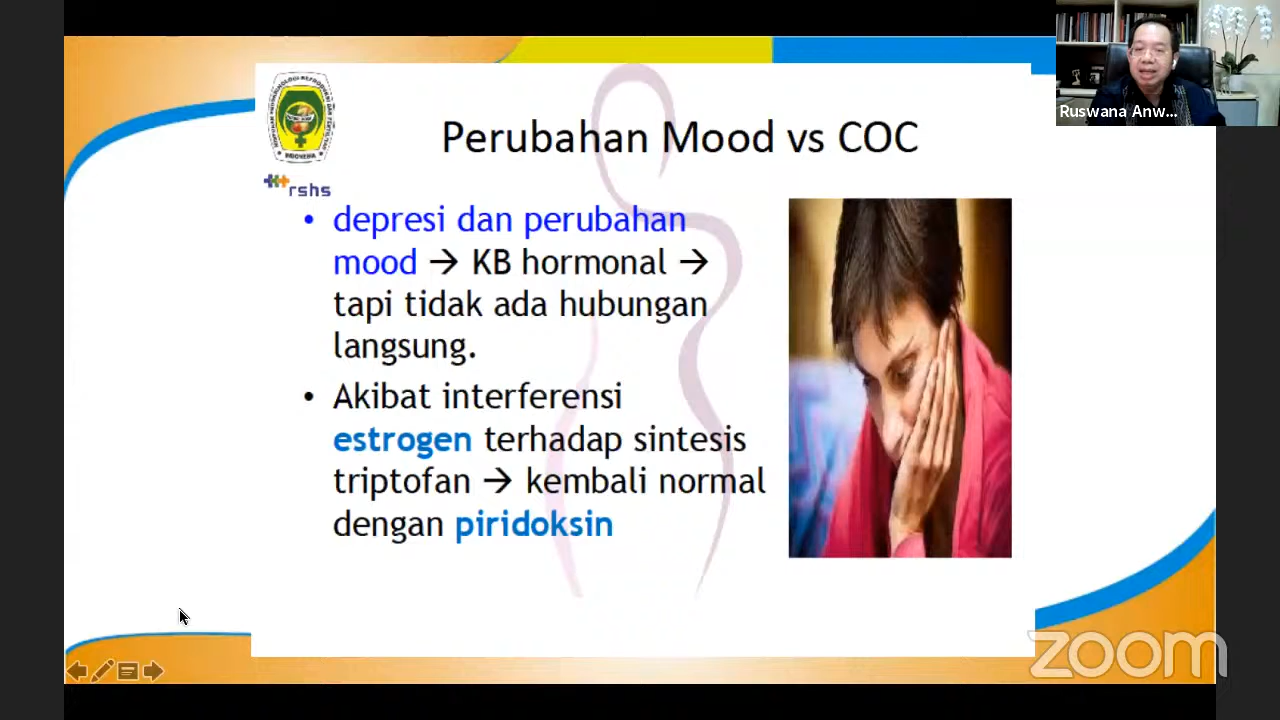 Ruswana Anw...
Perubahan Mood vs COC
INDONESIA
rshs
• depresi dan perubahan
mood → KB hormonal →
tapi tidak ada hubungan
langsung.
• Akibat interferensi
estrogen terhadap sintesis
triptofan → kembali normal
dengan piridoksin
zoom